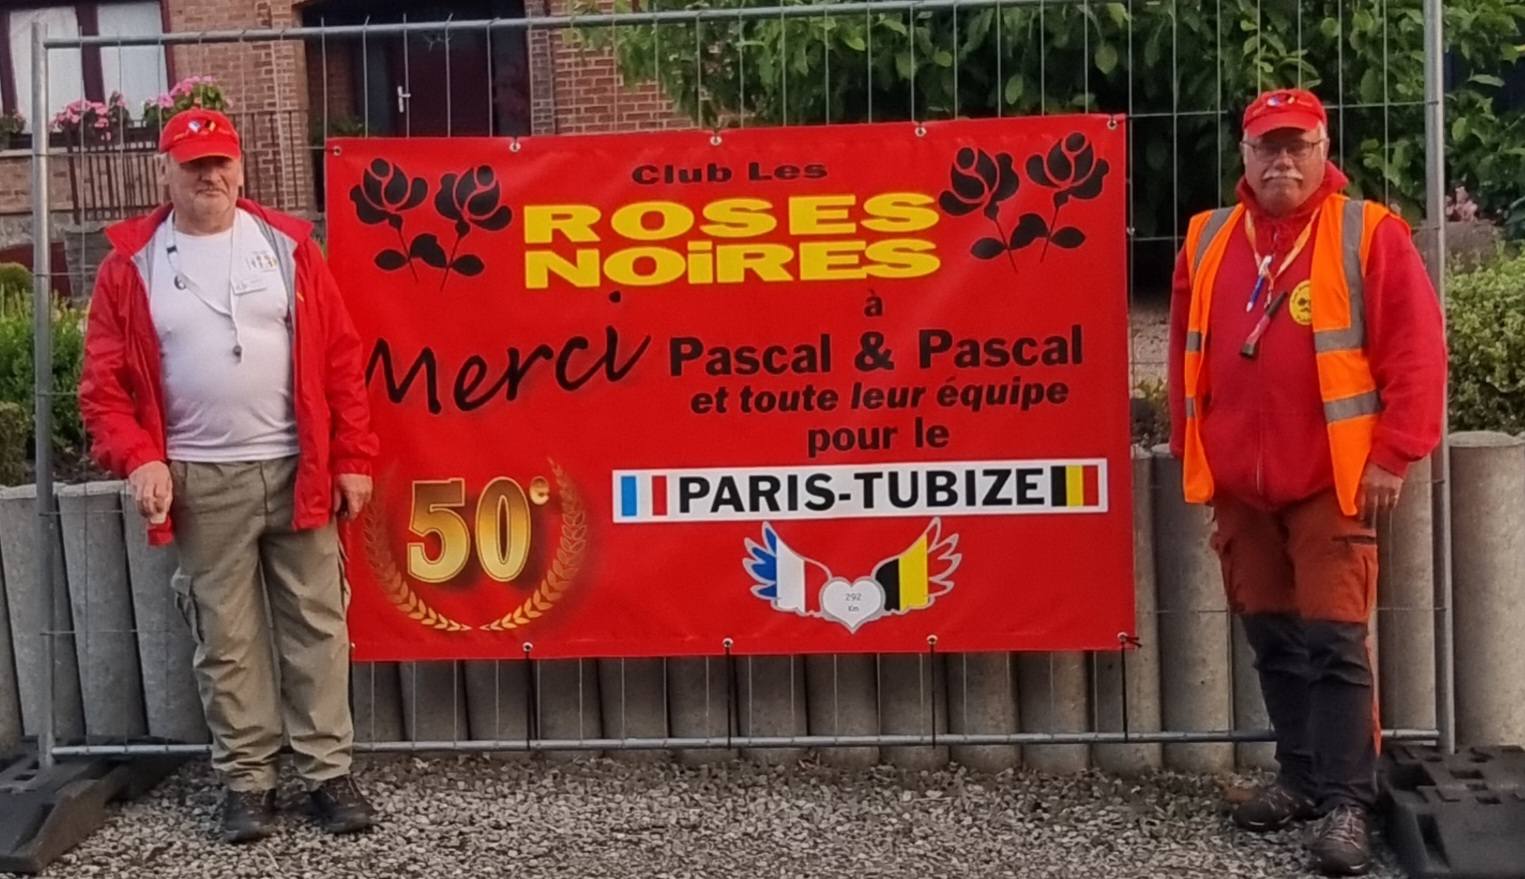 Club Les
ROSES
NOiRES
à
Merci Pascal & Pascal
et toute leur équipe
pour le
50e
PARIS-TUBIZE
292
Km